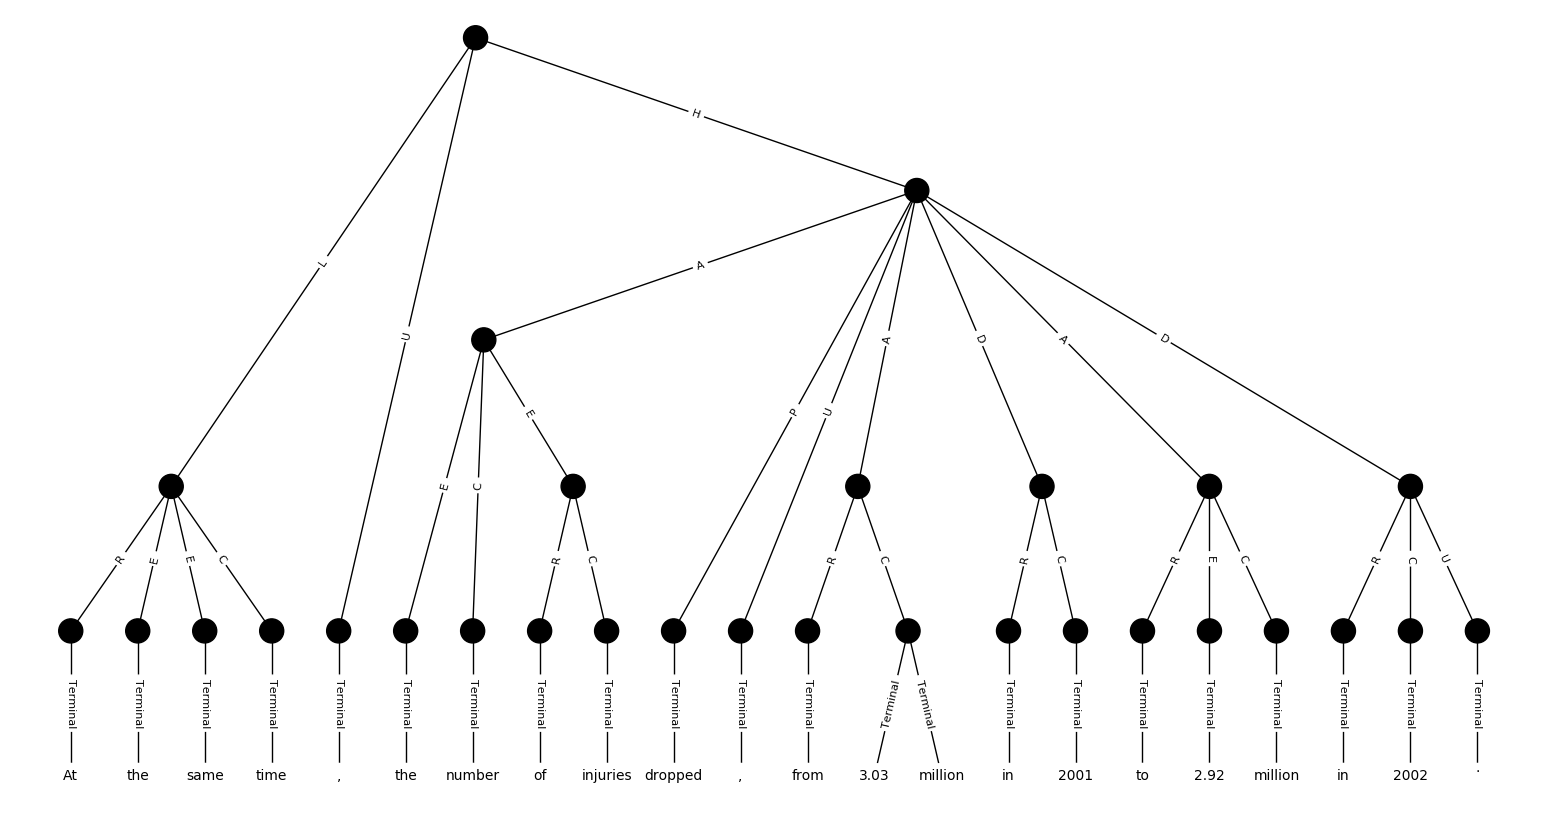 H
L
A
U
A
D
A
D
P
U
E
E
C
R
E
E
C
R
C
R
C
R
C
R
E
C
R
C
U
Terminal Terminal Terminal Terminal Terminal Terminal Terminal Terminal Terminal Terminal Terminal Terminal Terminal Terminal Terminal Terminal Terminal Terminal Terminal Terminal Terminal Terminal
At the same time , the number of injuries dropped , from 3.03 million in 2001 to 2.92 million in 2002 .